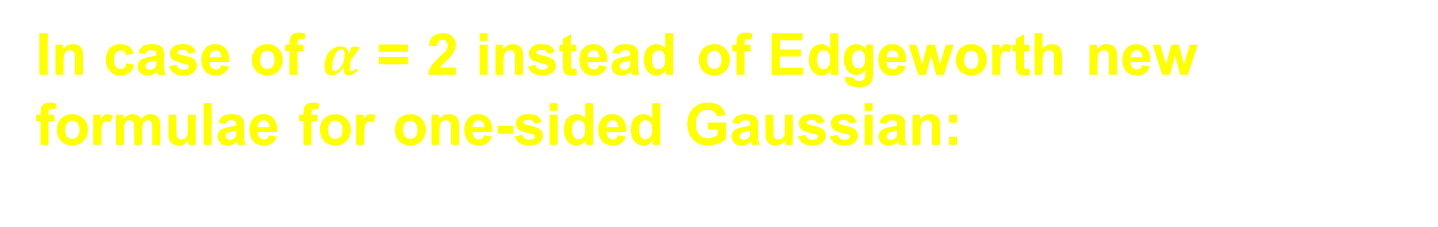 In case of α = 2 instead of Edgeworth new
formulae for one-sided Gaussian: